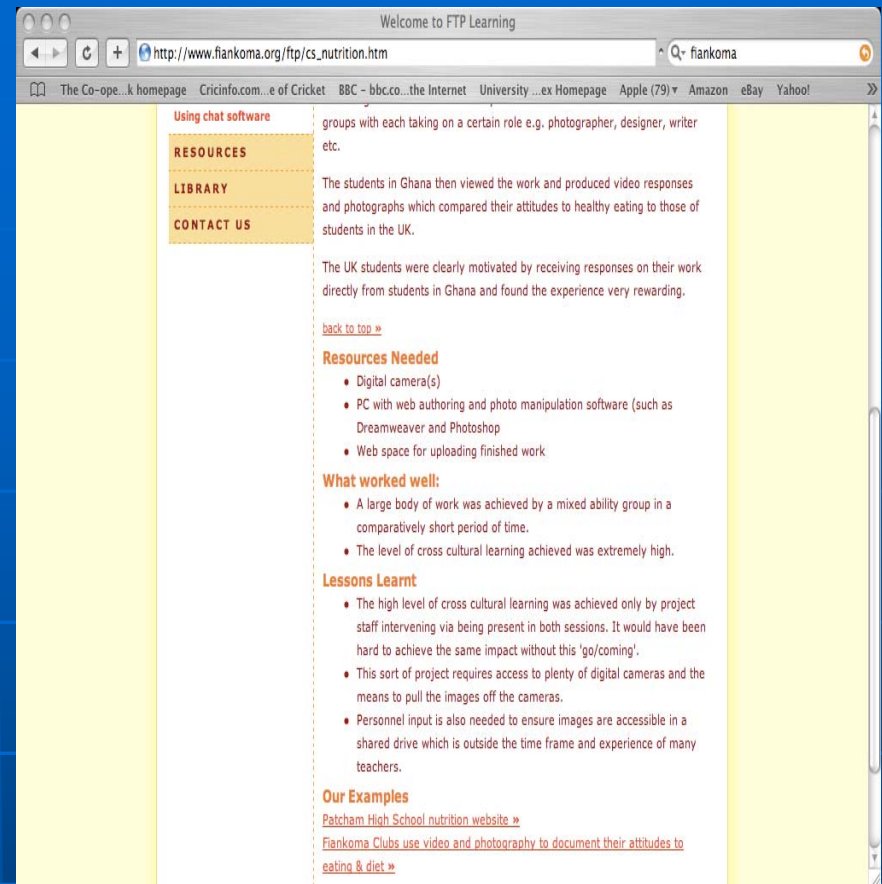 Welcome to FTP Learning
http://www.fiankoma.org/ftp/cs_nutrition.htm
fiankoma
The Co-ope...k homepage Cricinfo.com...e of Cricket BBC - bbc.co...the Internet University ...ex Homepage Apple (79) Amazon eBay Yahoo! »
Using chat software
RESOURCES
LIBRARY
CONTACT US
groups with each taking on a certain role e.g. photographer, designer, writer
etc.
The students in Ghana then viewed the work and produced video responses
and photographs which compared their attitudes to healthy eating to those of
students in the UK.
The UK students were clearly motivated by receiving responses on their work
directly from students in Ghana and found the experience very rewarding.
back to top »
Resources Needed
• Digital camera(s)
• PC with web authoring and photo manipulation software (such as
Dreamweaver and Photoshop
• Web space for uploading finished work
What worked well:
• A large body of work was achieved by a mixed ability group in a
comparatively short period of time.
• The level of cross cultural learning achieved was extremely high.
Lessons Learnt
• The high level of cross cultural learning was achieved only by project
staff intervening via being present in both sessions. It would have been
hard to achieve the same impact without this 'go/coming'.
• This sort of project requires access to plenty of digital cameras and the
means to pull the images off the cameras.
• Personnel input is also needed to ensure images are accessible in a
shared drive which is outside the time frame and experience of many
teachers.
Our Examples
Patcham High School nutrition website »
Fiankoma Clubs use video and photography to document their attitudes to
eating & diet »